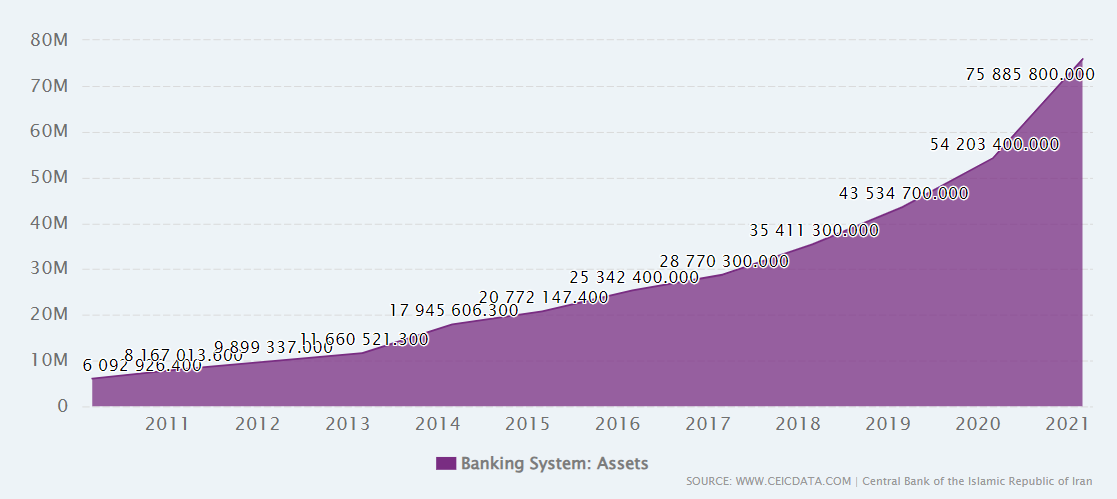 80M
70M
60M
50M
40M
30M
20M
10M
0
6 092 926.400
8 167 013.600
9 899 337.000
11 660 521.300
17 945 606.300
20 772 147.400
25 342 400.000
28 770 300.000
35 411 300.000
43 534 700.000
54 203 400.000
75 885 800.000
2011 2012 2013 2014 2015 2016 2017 2018 2019 2020 2021
Banking System: Assets
SOURCE: WWW.CEICDATA.COM | Central Bank of the Islamic Republic of Iran